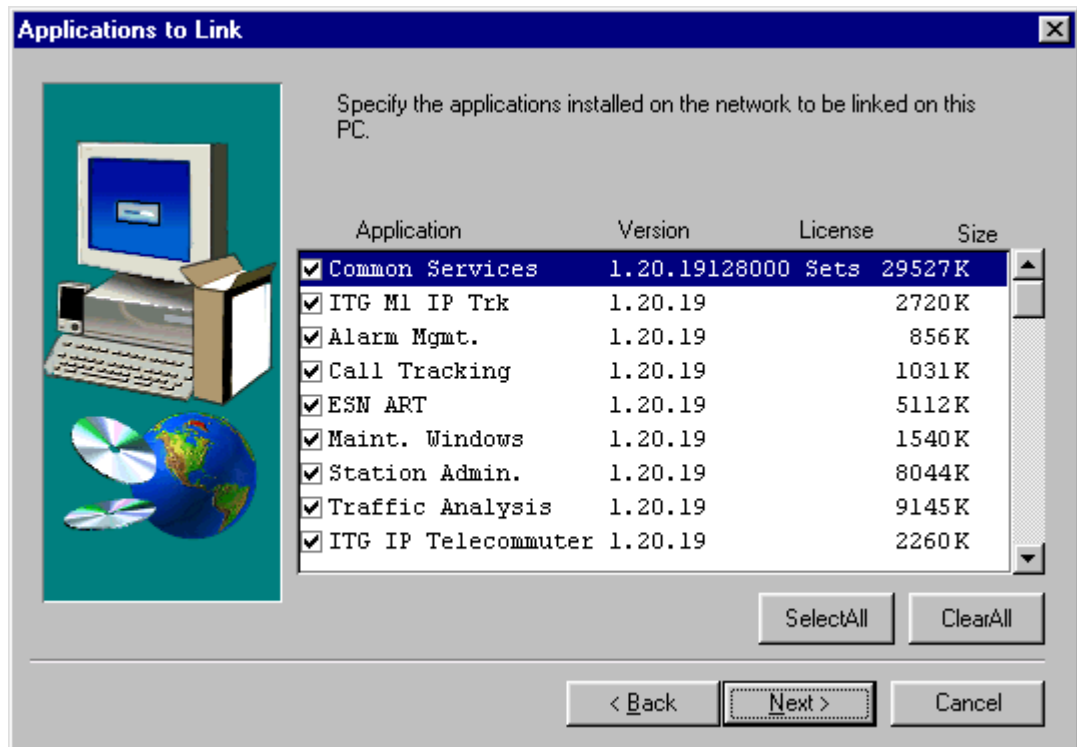 Applications to Link
Specify the applications installed on the network to be linked on this
PC.
Application Version License Size
Common Services 1.20.19128000 Sets 29527K
ITG M1 IP Trk 1.20.19 2720K
Alarm Mgmt. 1.20.19 856K
Call Tracking 1.20.19 1031K
ESN ART 1.20.19 5112K
Maint. Windows 1.20.19 1540K
Station Admin. 1.20.19 8044K
Traffic Analysis 1.20.19 9145K
ITG IP Telecommuter 1.20.19 2260K
SelectAll ClearAll
< Back Next > Cancel